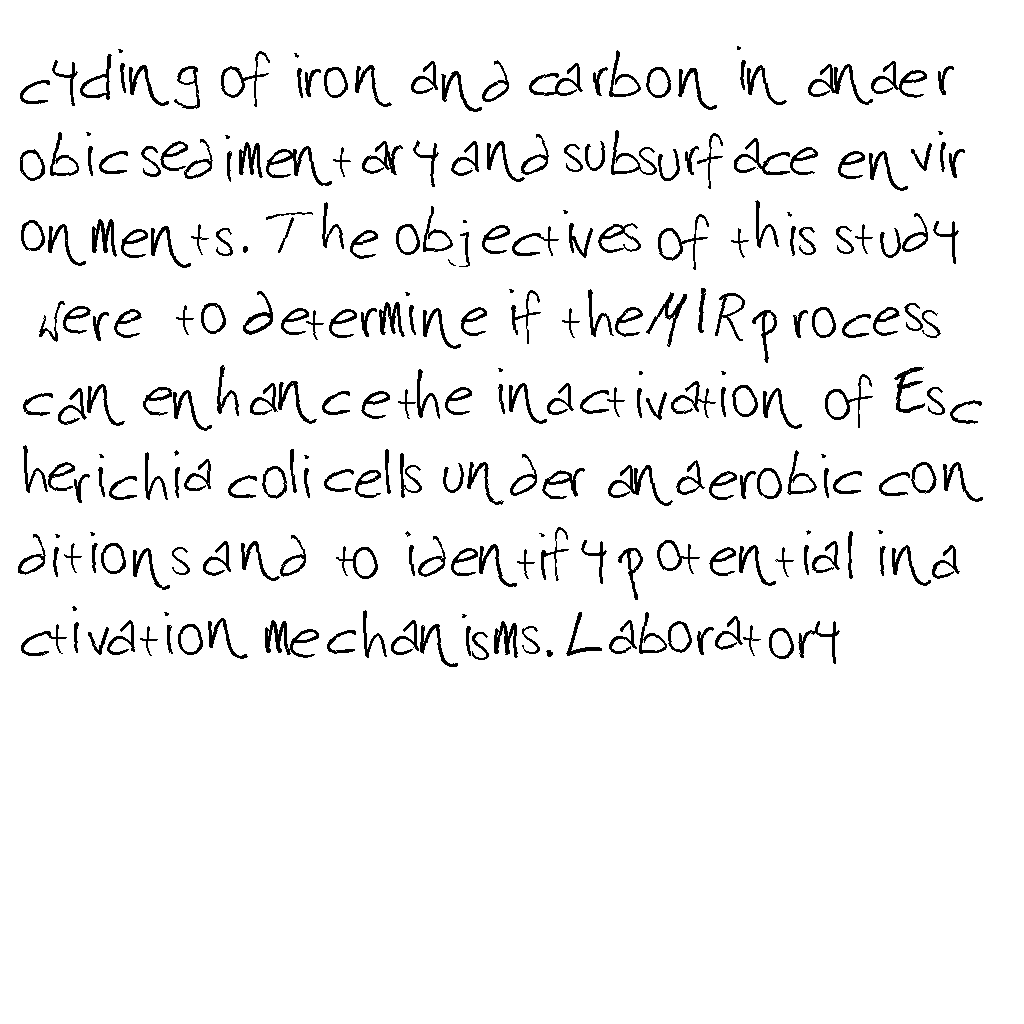 cyding of iron and carbon in anaer
obic sedimentary and subsurface envir
onments. The objectives of this study
were to determine if the MIR process
can enhance the inactivation of Esc
herichia coli cells under anaerobic con
ditions and to identify potential ina
ctivation mechanisms. Laboratory